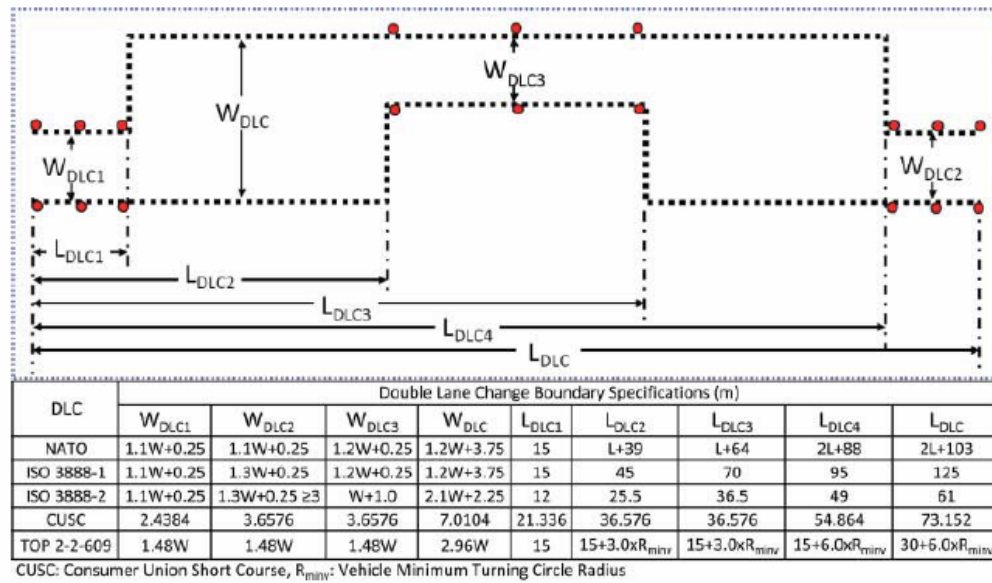 W_DLC3
W_DLC
W_DLC1
W_DLC2
L_DLC1
L_DLC2
L_DLC3
L_DLC4
L_DLC
DLC Double Lane Change Boundary Specifications (m)
W_DLC1 W_DLC2 W_DLC3 W_DLC L_DLC1 L_DLC2 L_DLC3 L_DLC4 L_DLC
NATO 1.1W+0.25 1.1W+0.25 1.2W+0.25 1.2W+3.75 15 L+39 L+64 2L+88 2L+103
ISO 3888-1 1.1W+0.25 1.3W+0.25 1.2W+0.25 1.2W+3.75 15 45 70 95 125
ISO 3888-2 1.1W+0.25 1.3W+0.25 ≥3 W+1.0 2.1W+2.25 12 25.5 36.5 49 61
CUSC 2.4384 3.6576 3.6576 7.0104 21.336 36.576 36.576 54.864 73.152
TOP 2-2-609 1.48W 1.48W 1.48W 2.96W 15 15+3.0xR_minv 15+3.0xR_minv 15+6.0xR_minv 30+6.0xR_minv
CUSC: Consumer Union Short Course, R_minv: Vehicle Minimum Turning Circle Radius